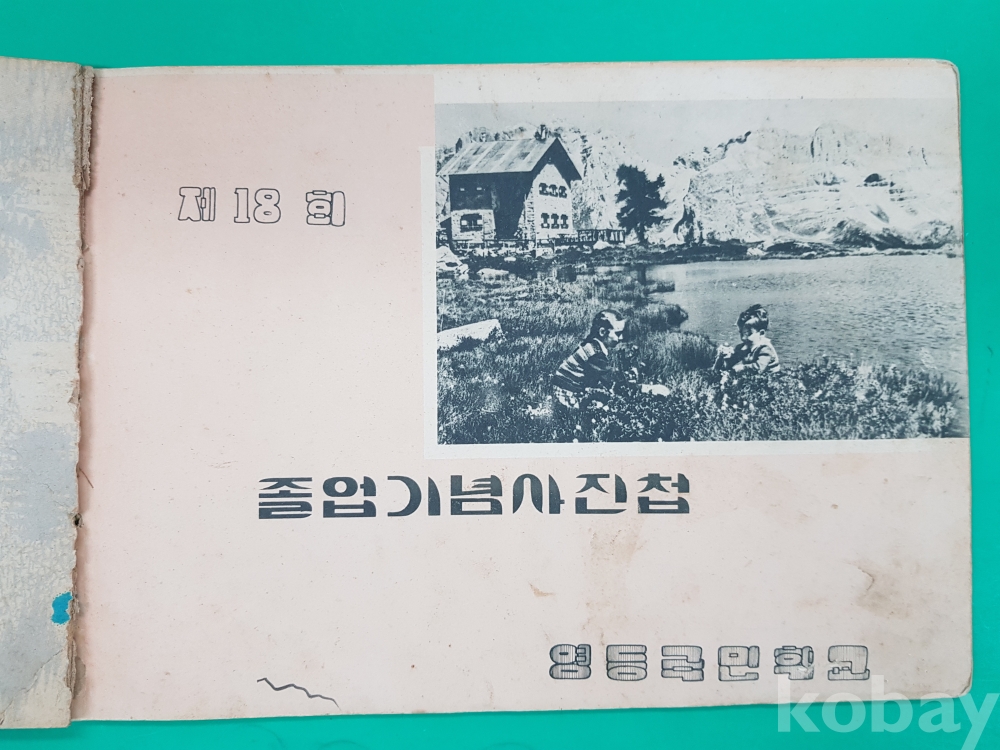 제 18 회
졸업기념사진첩
영등국민학교
kobay